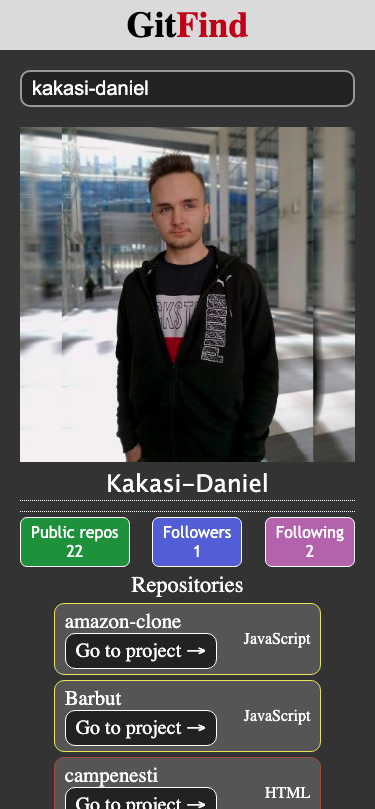 GitFind
kakasi-daniel
Kakasi-Daniel
Public repos
22
Followers
1
Following
2
Repositories
amazon-clone
Go to project →
JavaScript
Barbut
Go to project →
JavaScript
campenesti
Go to project →
HTML